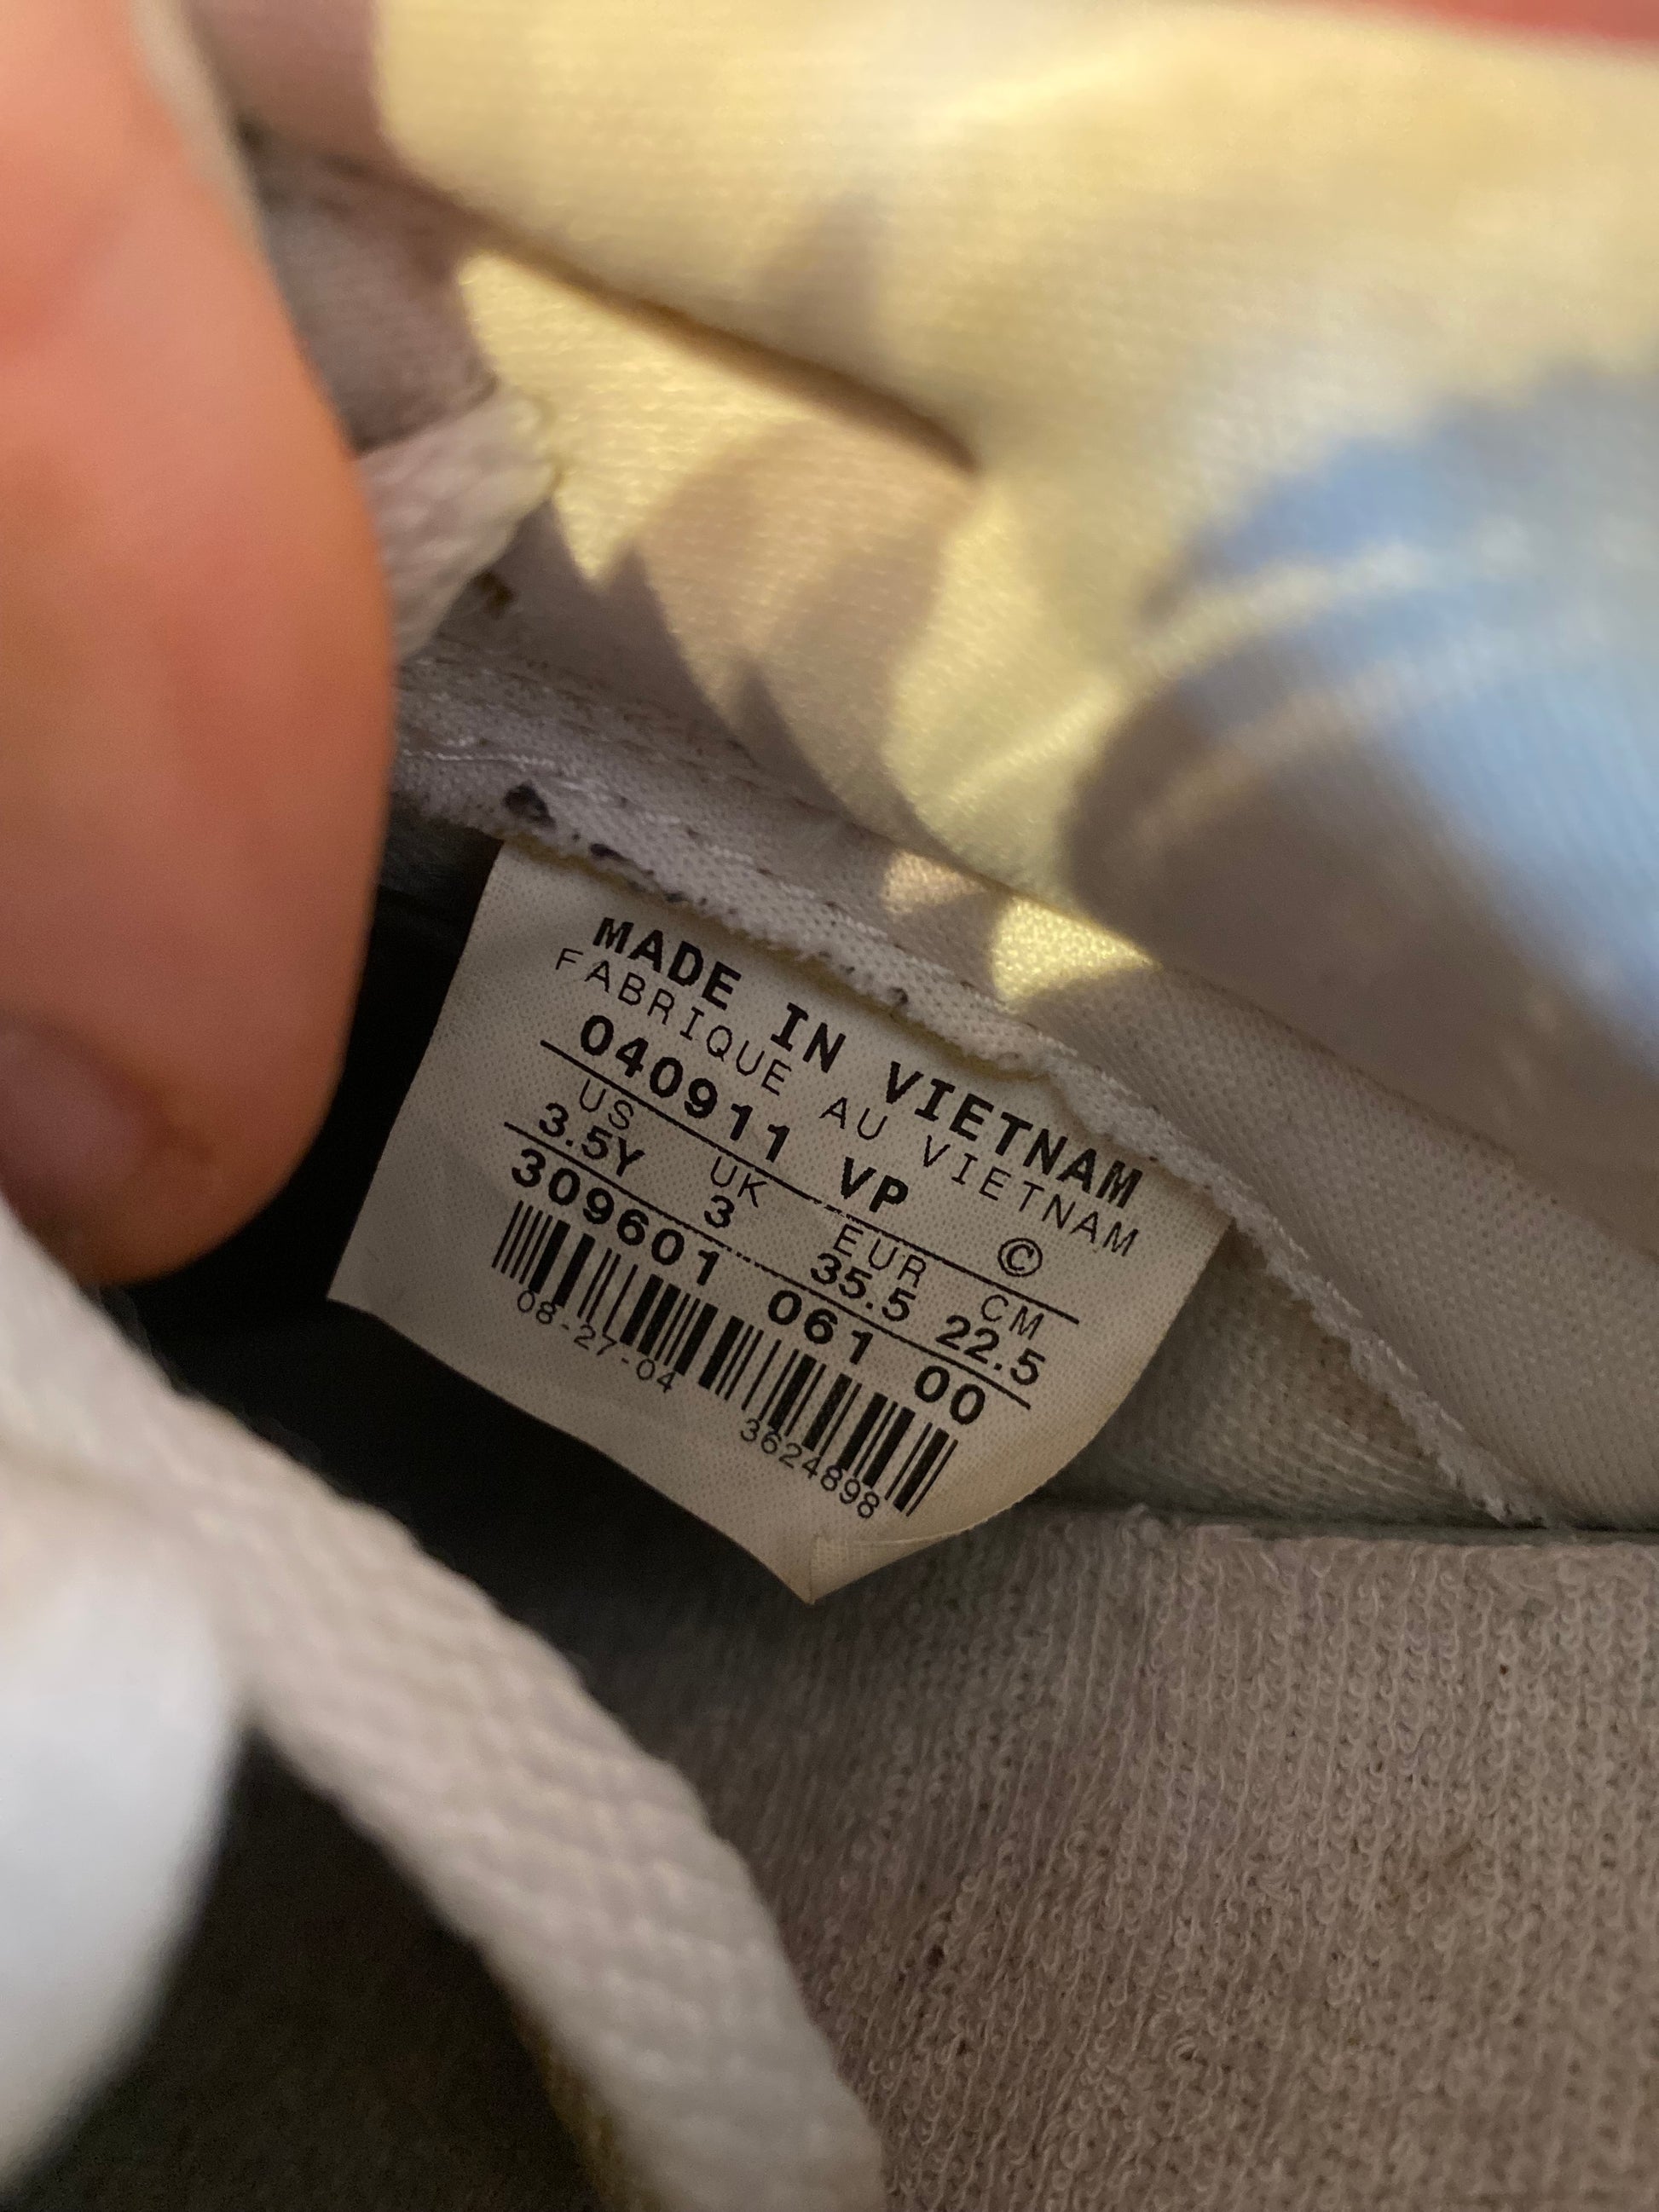 MADE IN VIETNAM
FABRIQUE AU VIETNAM
040911 VP ©
US UK EUR CM
3.5Y 3 35.5 22.5
309601 061 00
08-27-04 3624898